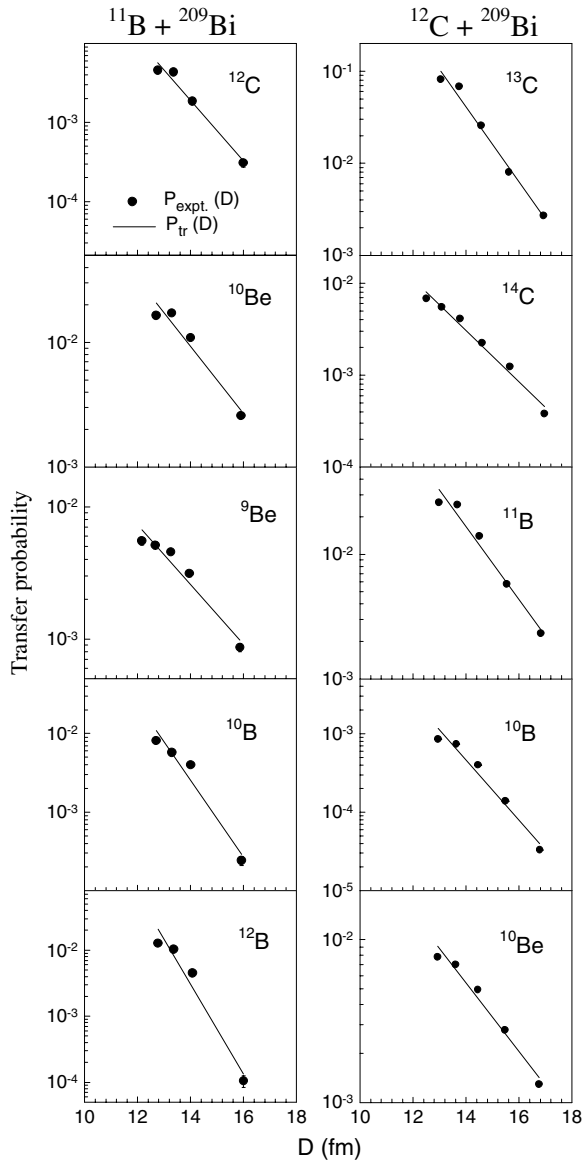 ¹¹B + ²⁰⁹Bi
¹²C + ²⁰⁹Bi
Transfer probability
¹²C
10⁻³
10⁻⁴
P_expt. (D)
P_tr (D)
¹³C
10⁻¹
10⁻²
10⁻³
¹⁰Be
10⁻²
10⁻³
¹⁴C
10⁻²
10⁻³
10⁻⁴
⁹Be
10⁻²
10⁻³
¹¹B
10⁻²
10⁻³
¹⁰B
10⁻²
10⁻³
¹⁰B
10⁻³
10⁻⁴
10⁻⁵
¹²B
10⁻²
10⁻³
10⁻⁴
¹⁰Be
10⁻²
10⁻³
10 12 14 16 18
10 12 14 16 18
D (fm)